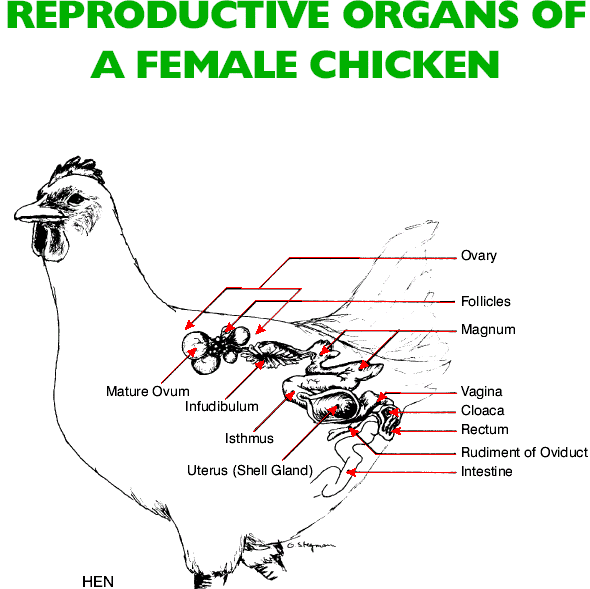 REPRODUCTIVE ORGANS OF
A FEMALE CHICKEN
Ovary
Follicles
Magnum
Mature Ovum
Infudibulum
Vagina
Cloaca
Isthmus
Rectum
Rudiment of Oviduct
Uterus (Shell Gland)
Intestine
O Stegman
HEN